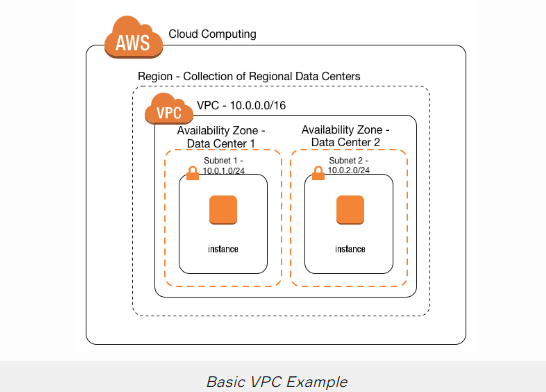 AWS
Cloud Computing
Region - Collection of Regional Data Centers
VPC
VPC - 10.0.0.0/16
Availability Zone -
Data Center 1
Availability Zone -
Data Center 2
Subnet 1 -
10.0.1.0/24
Subnet 2 -
10.0.2.0/24
instance
instance
Basic VPC Example